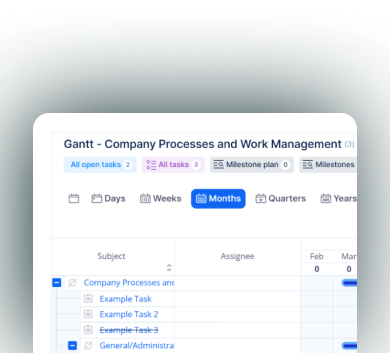 Gantt - Company Processes and Work Management (3)
All open tasks 2 All tasks 3 Milestone plan 0 Milestones
Days Weeks Months Quarters Years
Subject Assignee Feb Mar
0 0
Company Processes and
Example Task
Example Task 2
Example Task 3
General/Administra